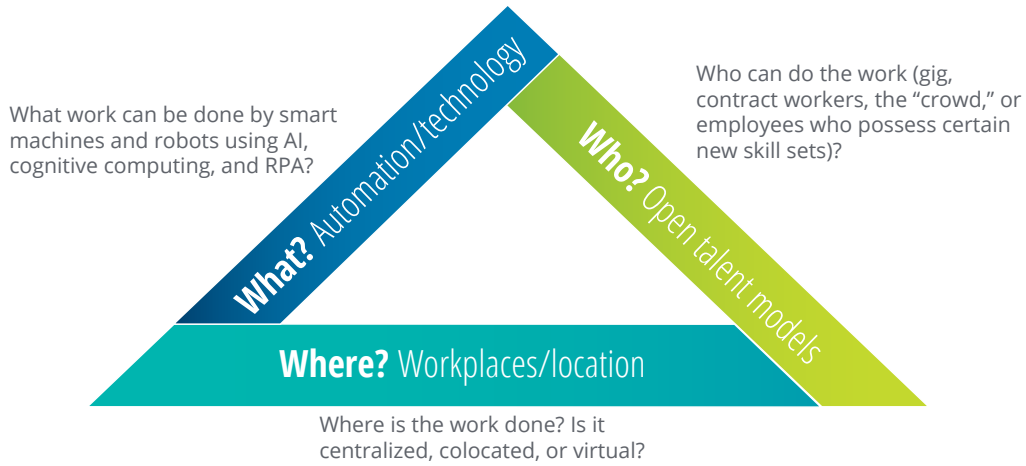 What work can be done by smart
machines and robots using AI,
cognitive computing, and RPA?
What? Automation/technology
Who? Open talent models
Who can do the work (gig,
contract workers, the “crowd,” or
employees who possess certain
new skill sets)?
Where? Workplaces/location
Where is the work done? Is it
centralized, colocated, or virtual?